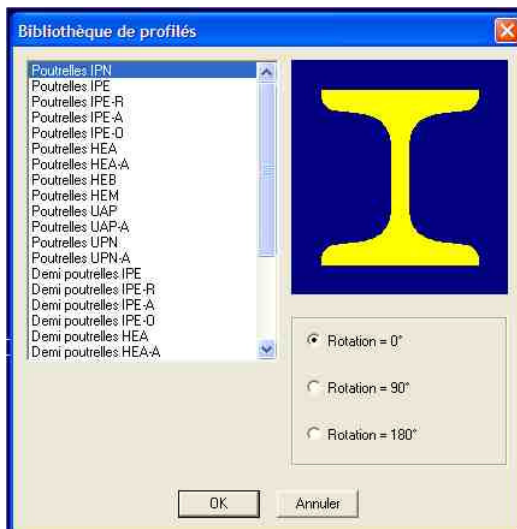 Bibliothèque de profilés
Poutrelles IPN
Poutrelles IPE
Poutrelles IPE-R
Poutrelles IPE-A
Poutrelles IPE-O
Poutrelles HEA
Poutrelles HEA-A
Poutrelles HEB
Poutrelles HEM
Poutrelles UAP
Poutrelles UAP-A
Poutrelles UPN
Poutrelles UPN-A
Demi poutrelles IPE
Demi poutrelles IPE-R
Demi poutrelles IPE-A
Demi poutrelles IPE-O
Demi poutrelles HEA
Demi poutrelles HEA-A
Rotation = 0°
Rotation = 90°
Rotation = 180°
OK
Annuler